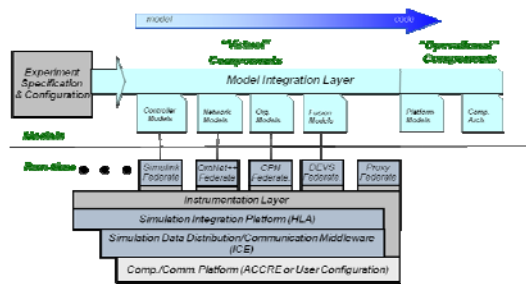 model
code
"Virtual"
Components
"Operational"
Components
Experiment
Specification
& Configuration
Model Integration Layer
Controller
Models
Network
Models
Org.
Models
Fusion
Models
Platform
Models
Comp.
Arch
Models
Run-time
Simulink
Federate
OmNet++
Federate
CPN
Federate
DEVS
Federate
Proxy
Federate
Instrumentation Layer
Simulation Integration Platform (HLA)
Simulation Data Distribution/Communication Middleware
(ICE)
Comp./Comm. Platform (ACCRE or User Configuration)